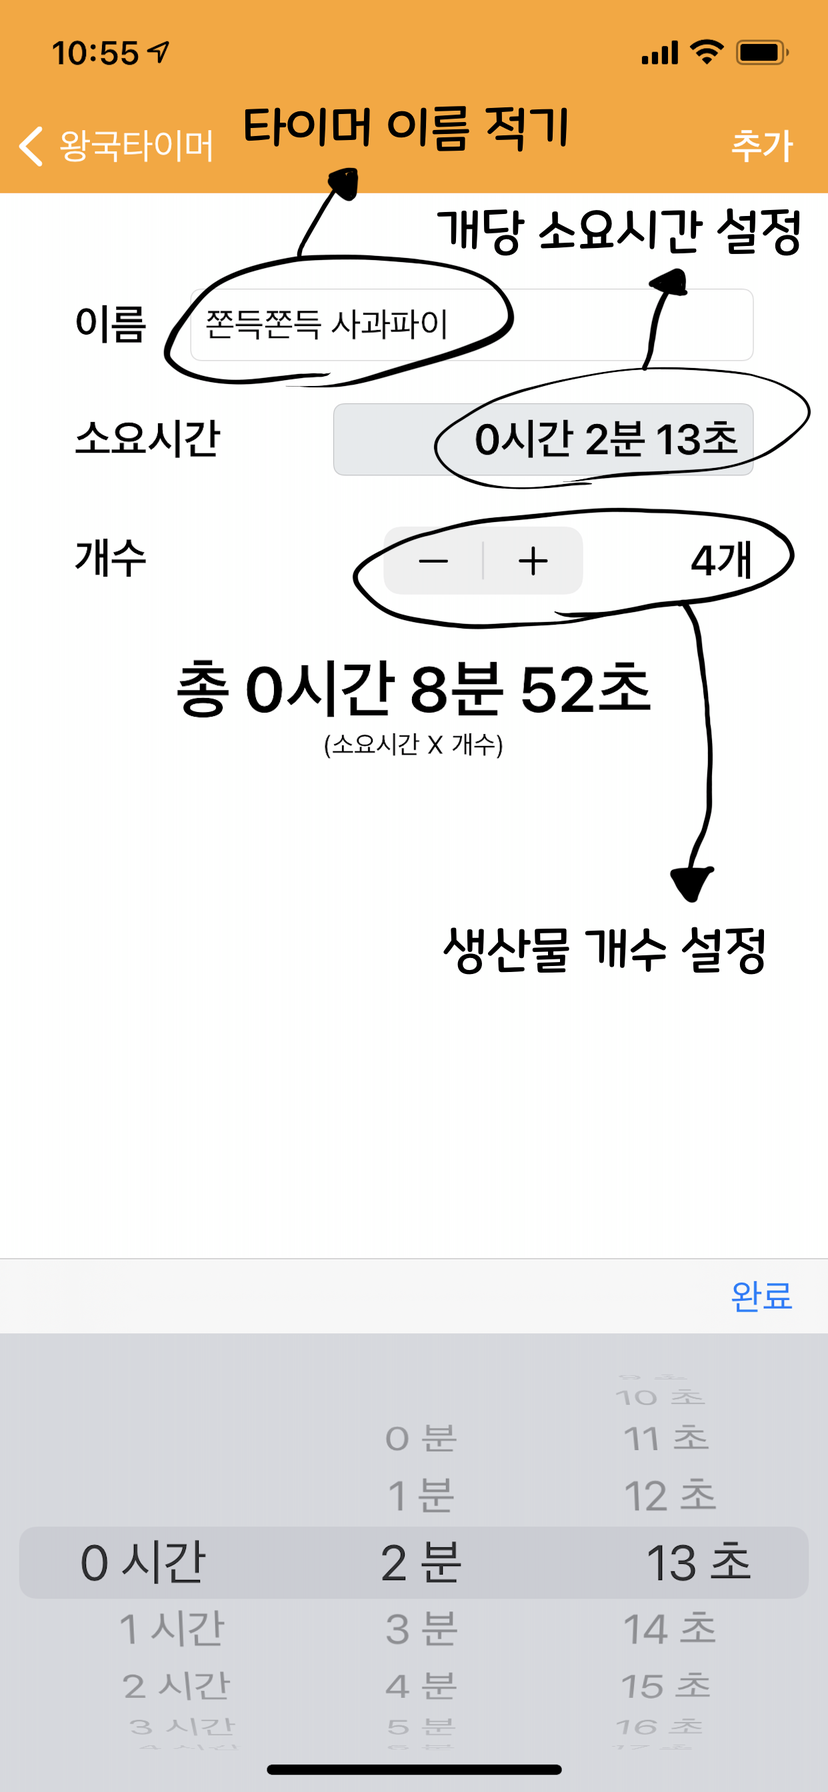 10:55
타이머 이름 적기
왕국타이머
추가
개당 소요시간 설정
이름 쫀득쫀득 사과파이
소요시간 0시간 2분 13초
개수 − + 4개
총 0시간 8분 52초
(소요시간 X 개수)
생산물 개수 설정
완료
10 초
0 분 11 초
1 분 12 초
0 시간 2 분 13 초
1 시간 3 분 14 초
2 시간 4 분 15 초
3 시간 5 분 16 초